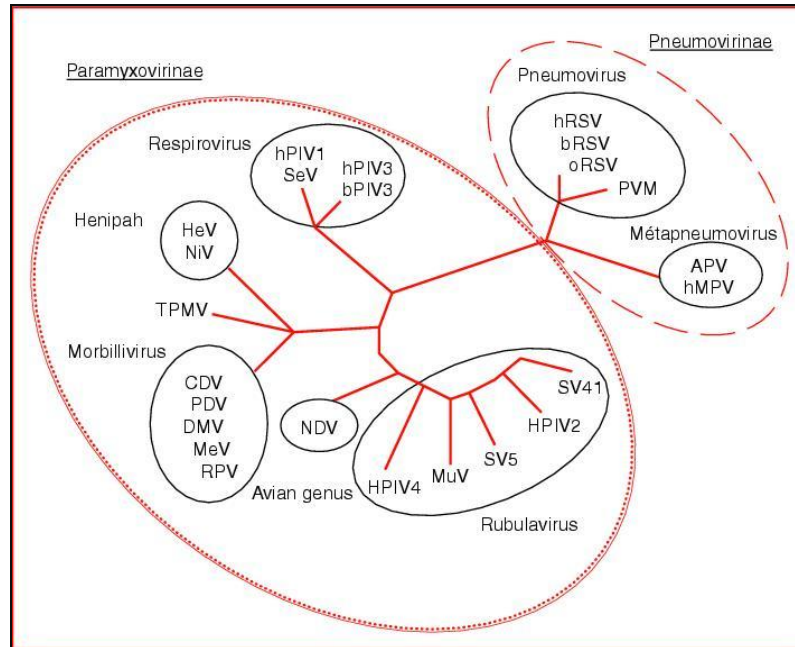 Pneumovirinae
Paramyxovirinae
Pneumovirus
hRSV
bRSV
oRSV
PVM
Respirovirus
hPIV1
SeV
hPIV3
bPIV3
Henipah
HeV
NiV
Métapneumovirus
APV
hMPV
TPMV
Morbillivirus
CDV
PDV
DMV
MeV
RPV
NDV
Avian genus
SV41
HPIV2
SV5
MuV
HPIV4
Rubulavirus